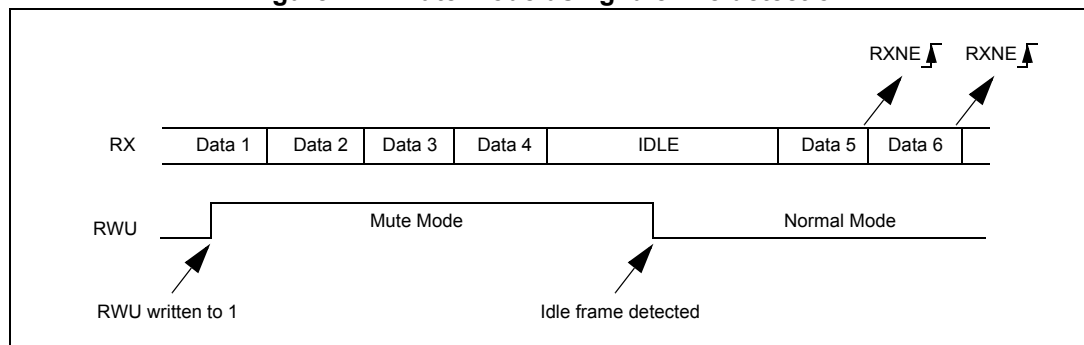 RXNE RXNE
RX Data 1 Data 2 Data 3 Data 4 IDLE Data 5 Data 6
RWU Mute Mode Normal Mode
RWU written to 1 Idle frame detected